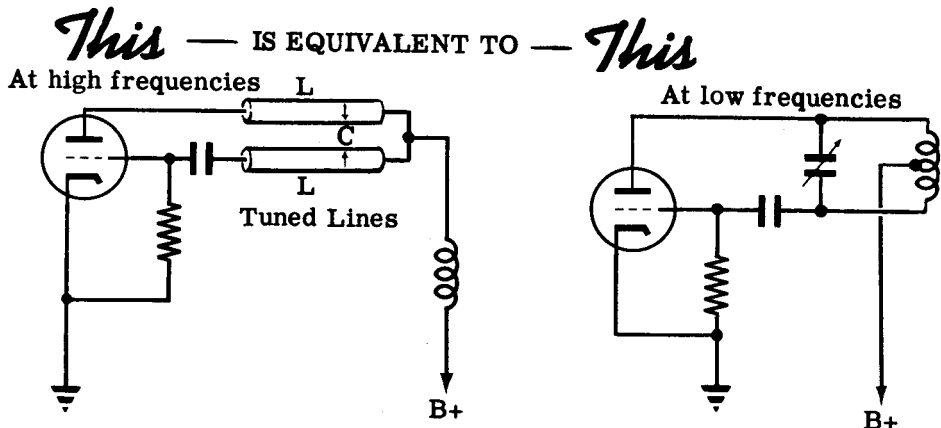 This — IS EQUIVALENT TO — This
At high frequencies
L
C
L
Tuned Lines
B+
At low frequencies
B+